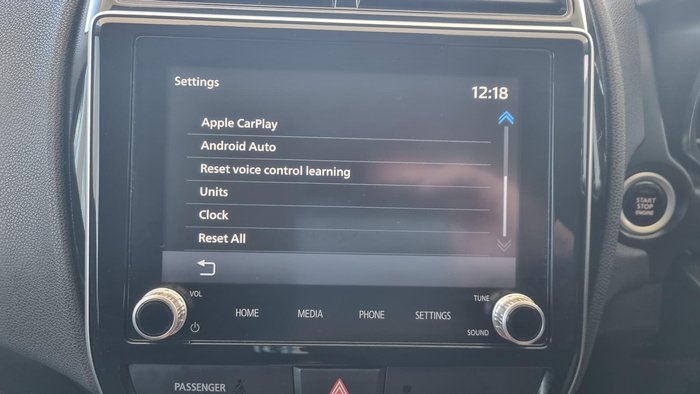 Settings
12:18
Apple CarPlay
Android Auto
Reset voice control learning
Units
Clock
Reset All
VOL
HOME
MEDIA
PHONE
SETTINGS
TUNE
SOUND
START
STOP
ENGINE
PASSENGER